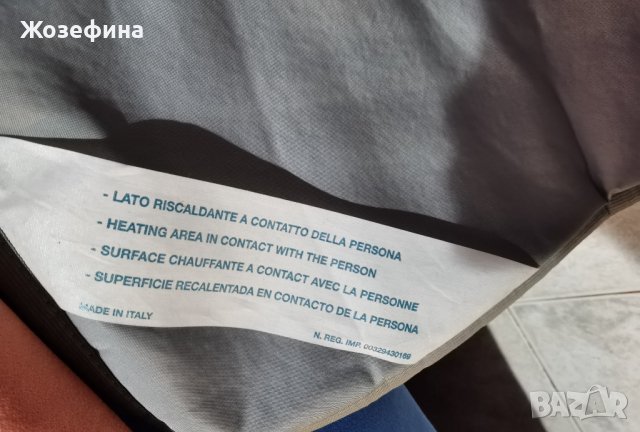 Жозефина
- LATO RISCALDANTE A CONTATTO DELLA PERSONA
- HEATING AREA IN CONTACT WITH THE PERSON
- SURFACE CHAUFFANTE A CONTACT AVEC LA PERSONNE
- SUPERFICIE RECALENTADA EN CONTACTO DE LA PERSONA
MADE IN ITALY
N. REG. IMP. 00329430169
BAZAR